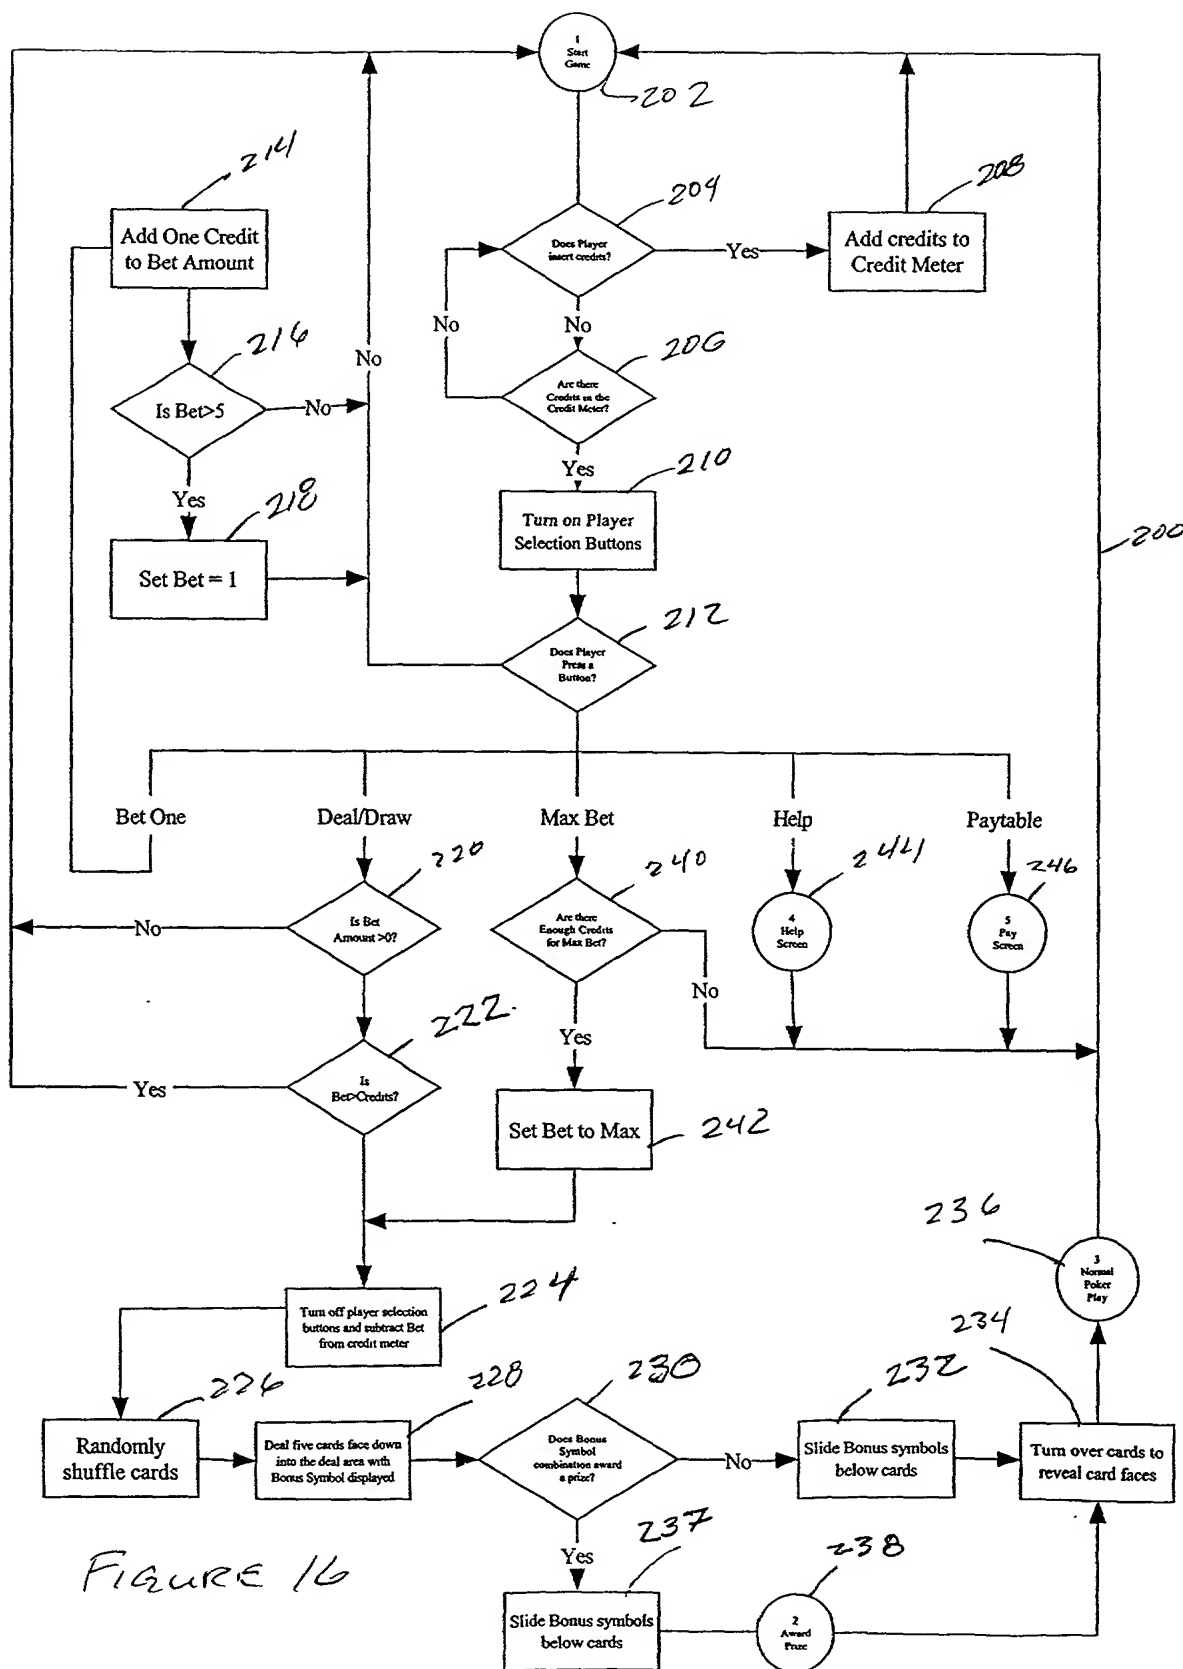 1
Start
Game
202
214
204
208
Add One Credit
to Bet Amount
Does Player
insert credits?
Yes
Add credits to
Credit Meter
No
No
216
206
No
Is Bet>5
No
Are there
Credits in the
Credit Meter?
Yes
Yes
210
218
Turn on Player
Selection Buttons
200
Set Bet = 1
212
Does Player
Press a
Button?
Bet One
Deal/Draw
Max Bet
Help
Paytable
220
240
244
246
No
Is Bet
Amount >0?
Are there
Enough Credits
for Max Bet?
4
Help
Screen
5
Pay
Screen
No
222
Yes
Yes
Is
Bet>Credits?
Set Bet to Max
242
236
3
Normal
Poker
Play
224
Turn off player selection
buttons and subtract Bet
from credit meter
234
226
228
230
232
Randomly
shuffle cards
Deal five cards face down
into the deal area with
Bonus Symbol displayed
Does Bonus
Symbol
combination award
a prize?
No
Slide Bonus symbols
below cards
Turn over cards to
reveal card faces
237
238
Yes
FIGURE 16
Slide Bonus symbols
below cards
2
Award
Prize